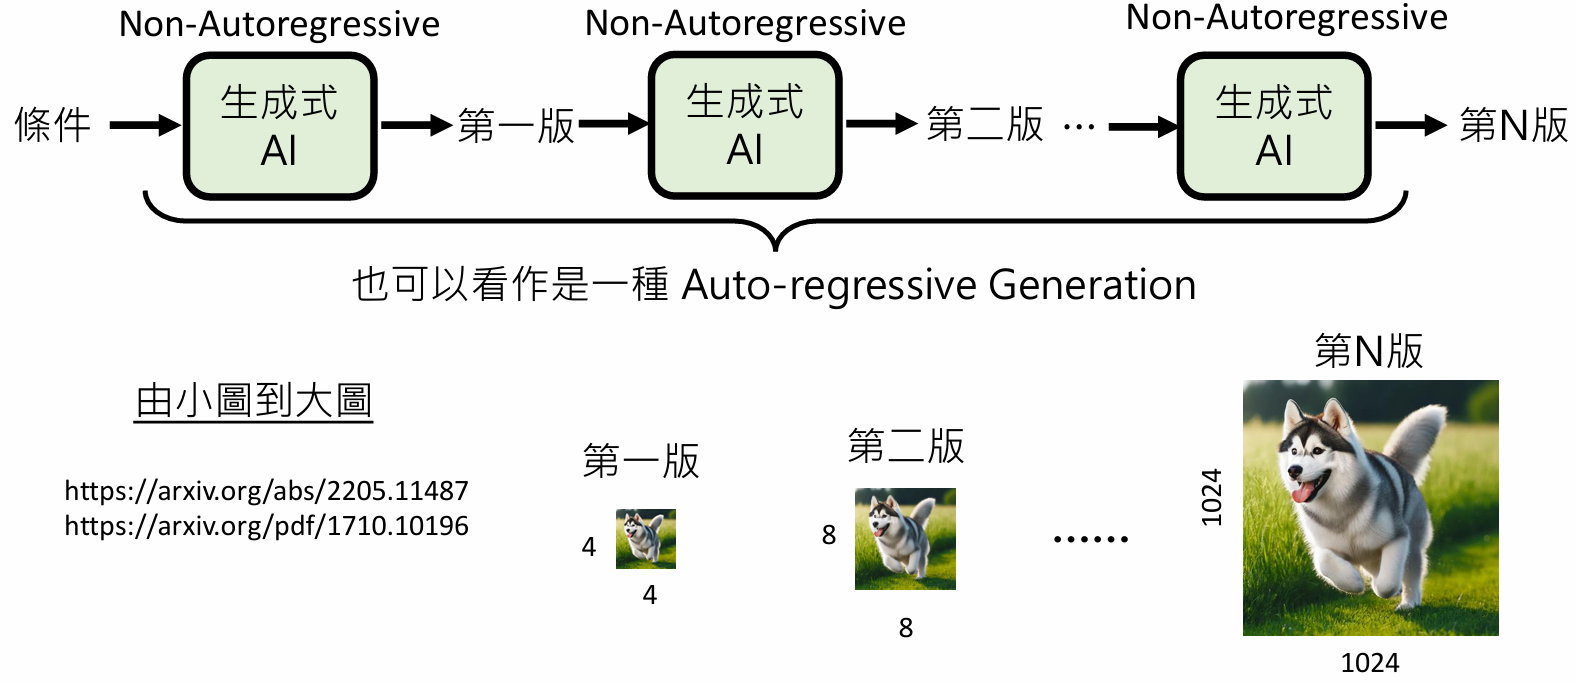 Non-Autoregressive
Non-Autoregressive
Non-Autoregressive
條件
生成式
AI
第一版
生成式
AI
第二版 …
生成式
AI
第N版
也可以看作是一種 Auto-regressive Generation
由小圖到大圖
https://arxiv.org/abs/2205.11487
https://arxiv.org/pdf/1710.10196
第一版
4
4
第二版
8
8
……
第N版
1024
1024